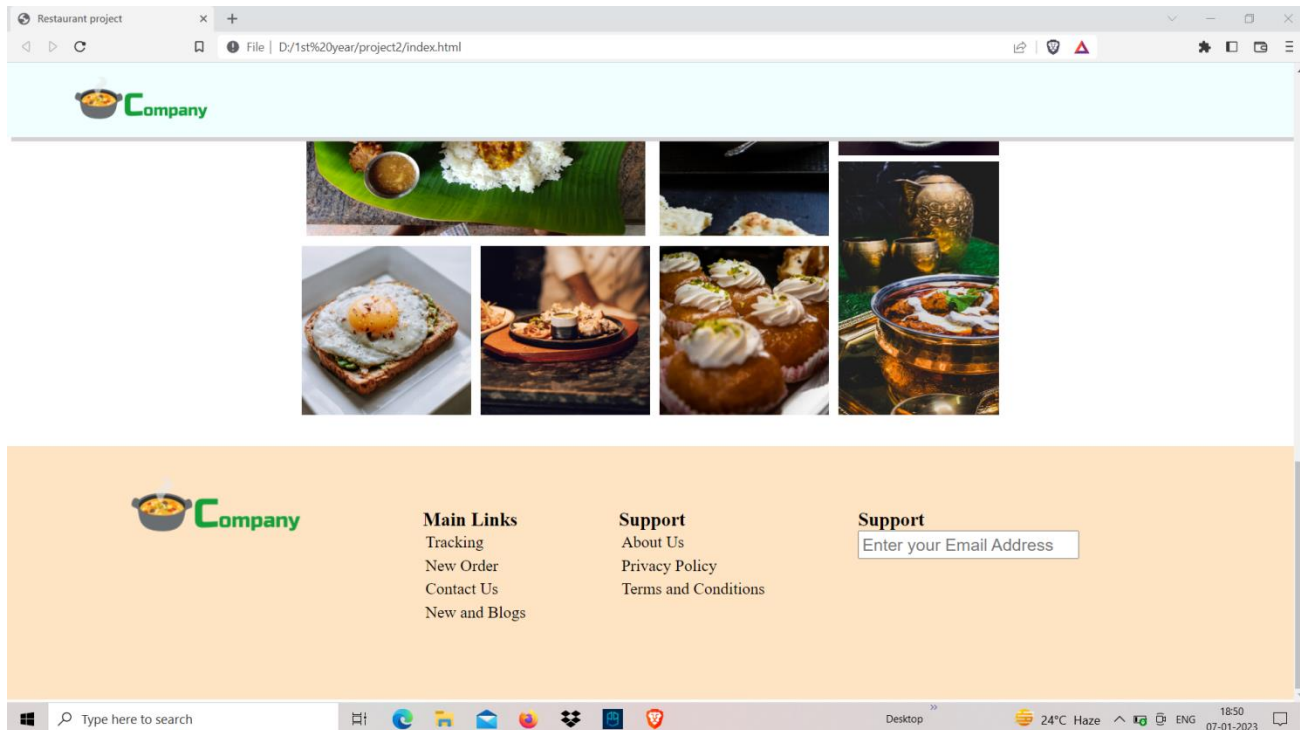 Restaurant project
File | D:/1st%20year/project2/index.html
Company
Company
Main Links
Tracking
New Order
Contact Us
New and Blogs
Support
About Us
Privacy Policy
Terms and Conditions
Support
Enter your Email Address
Type here to search
Desktop
24°C Haze
ENG
18:50
07-01-2023